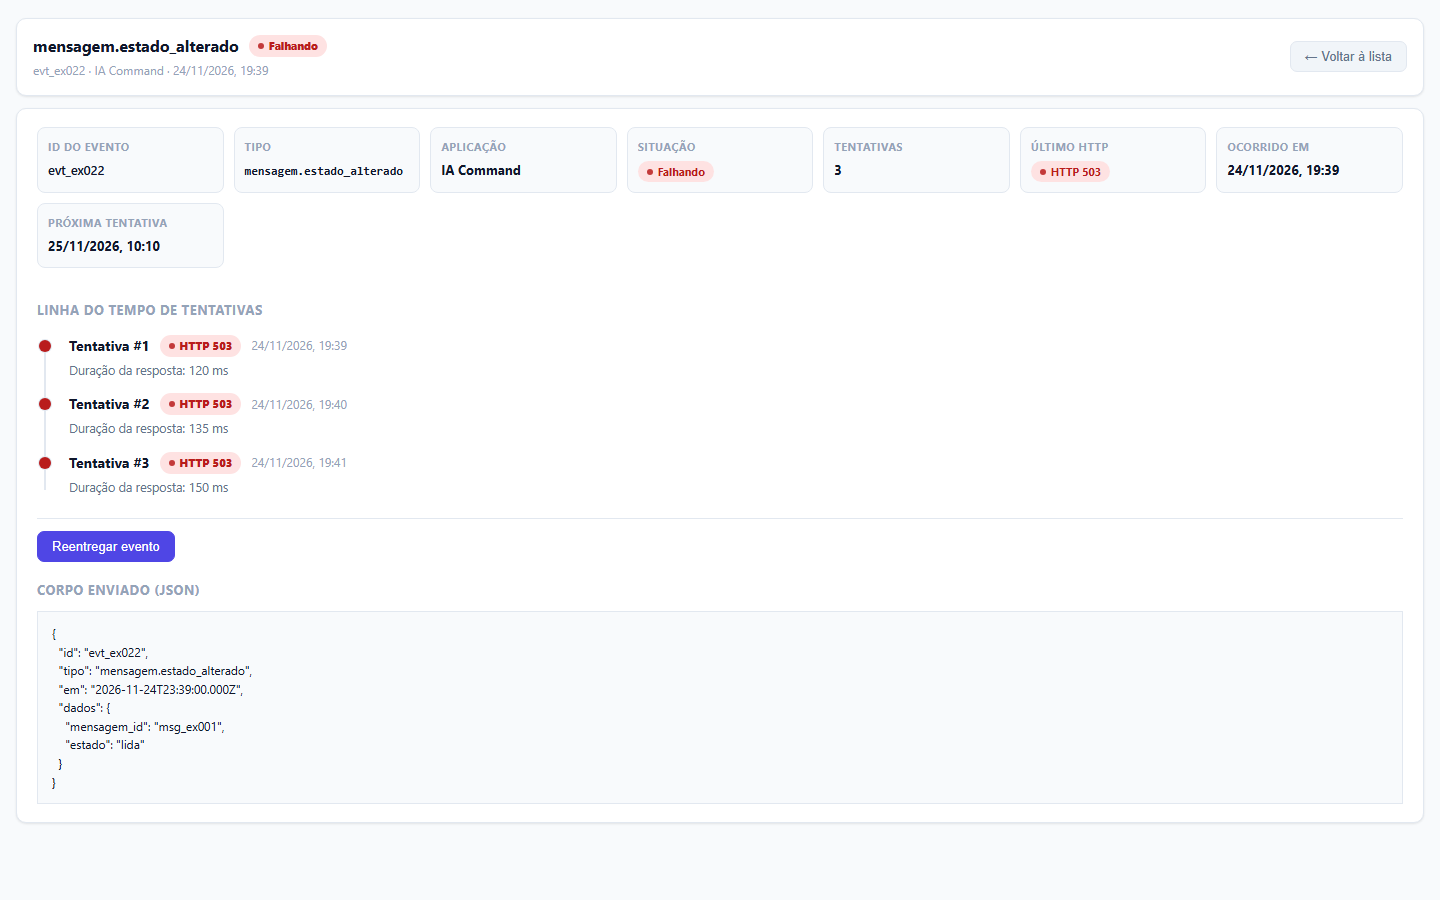 mensagem.estado_alterado Falhando
evt_ex022 · IA Command · 24/11/2026, 19:39
← Voltar à lista
ID DO EVENTO
evt_ex022
TIPO
mensagem.estado_alterado
APLICAÇÃO
IA Command
SITUAÇÃO
Falhando
TENTATIVAS
3
ÚLTIMO HTTP
HTTP 503
OCORRIDO EM
24/11/2026, 19:39
PRÓXIMA TENTATIVA
25/11/2026, 10:10
LINHA DO TEMPO DE TENTATIVAS
Tentativa #1 HTTP 503 24/11/2026, 19:39
Duração da resposta: 120 ms
Tentativa #2 HTTP 503 24/11/2026, 19:40
Duração da resposta: 135 ms
Tentativa #3 HTTP 503 24/11/2026, 19:41
Duração da resposta: 150 ms
Reentregar evento
CORPO ENVIADO (JSON)
{
"id": "evt_ex022",
"tipo": "mensagem.estado_alterado",
"em": "2026-11-24T23:39:00.000Z",
"dados": {
"mensagem_id": "msg_ex001",
"estado": "lida"
}
}